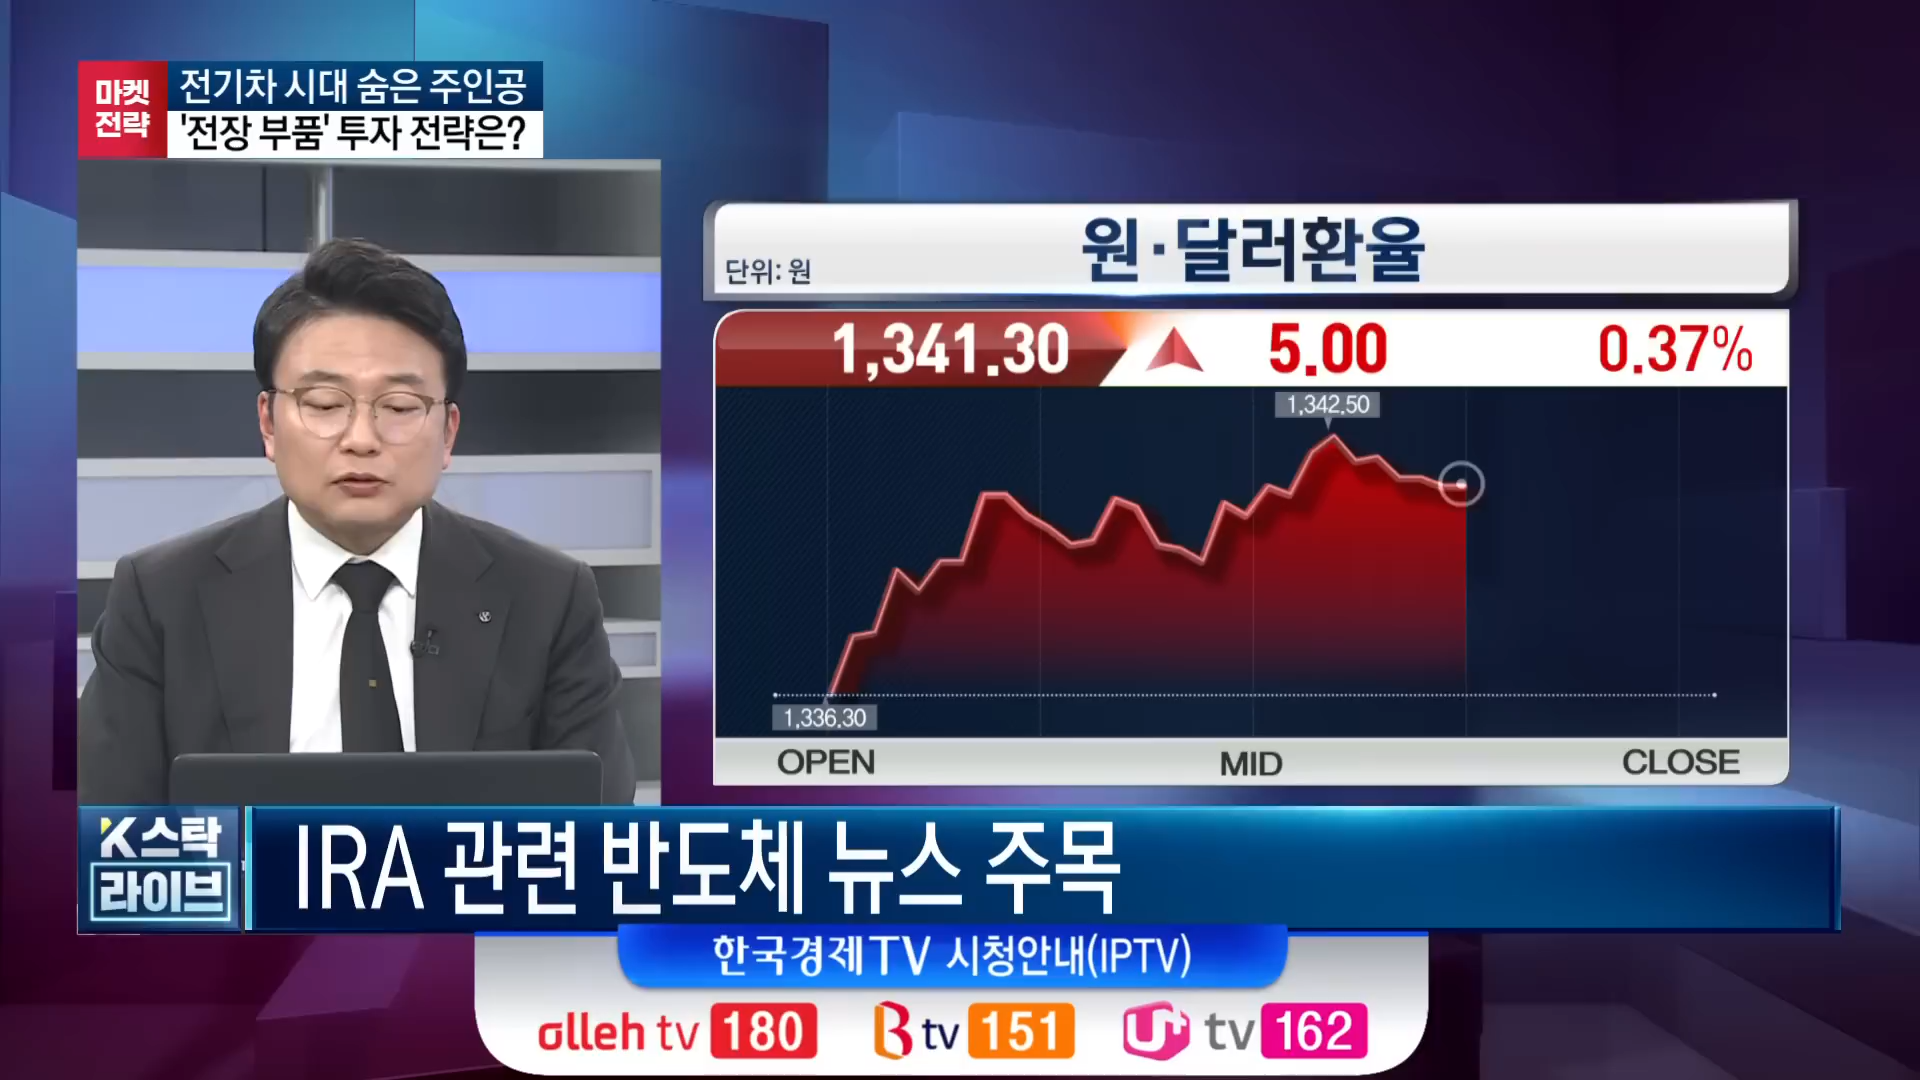 마켓
전략
전기차 시대 숨은 주인공
'전장 부품' 투자 전략은?
단위: 원
원·달러환율
1,341.30 5.00 0.37%
1,342.50
1,336.30
OPEN MID CLOSE
K스탁
라이브
IRA 관련 반도체 뉴스 주목
한국경제TV 시청안내(IPTV)
olleh tv 180 B tv 151 U+ tv 162